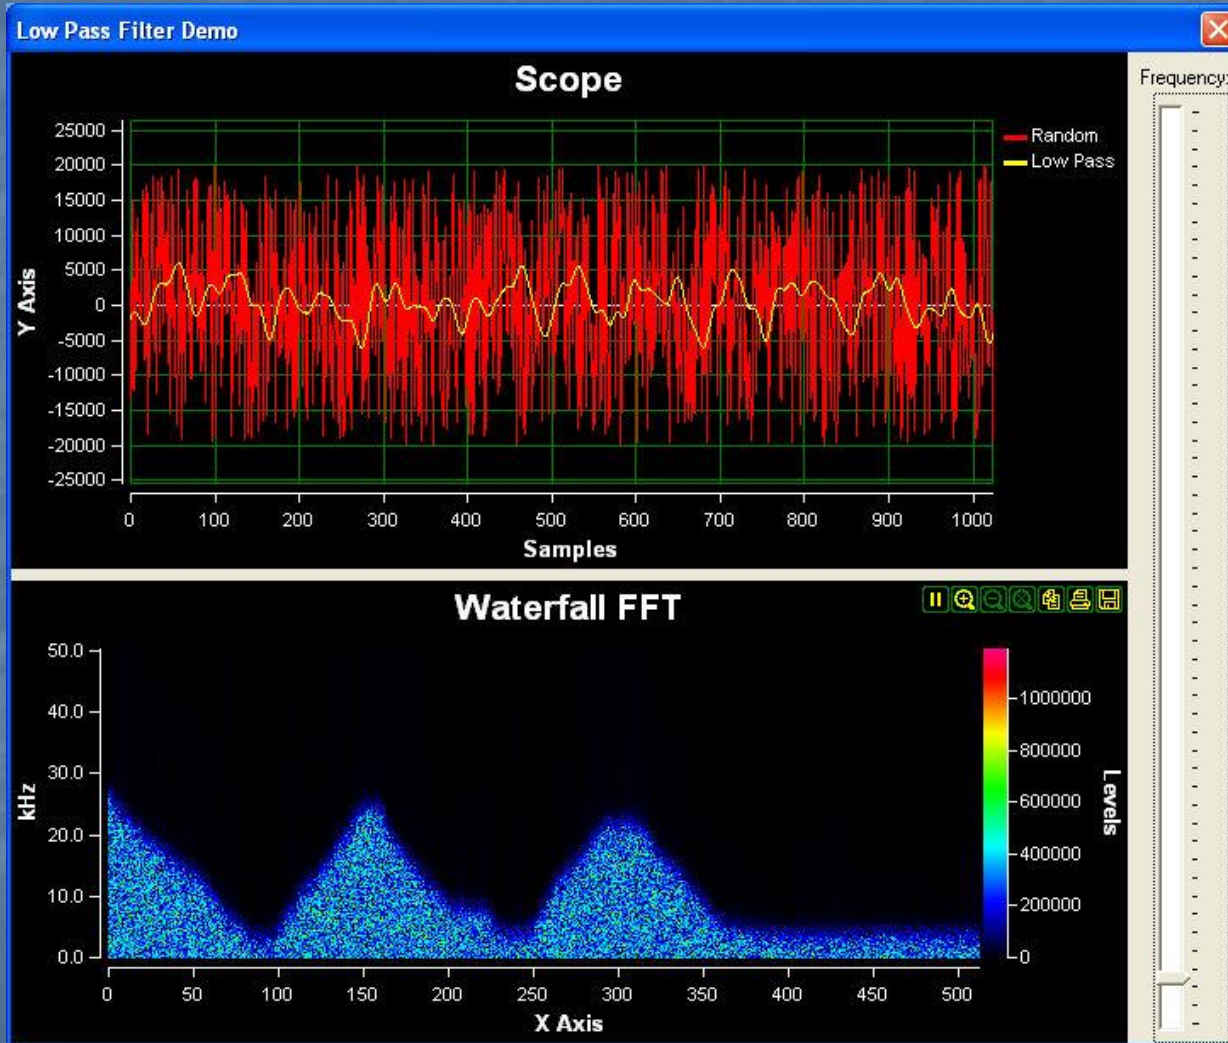 Low Pass Filter Demo
Frequency:
Scope
Random
Low Pass
25000
20000
15000
10000
5000
0
-5000
-10000
-15000
-20000
-25000
Y Axis
0 100 200 300 400 500 600 700 800 900 1000
Samples
Waterfall FFT
50.0
40.0
30.0
20.0
10.0
0.0
kHz
1000000
800000
600000
400000
200000
0
Levels
0 50 100 150 200 250 300 350 400 450 500
X Axis